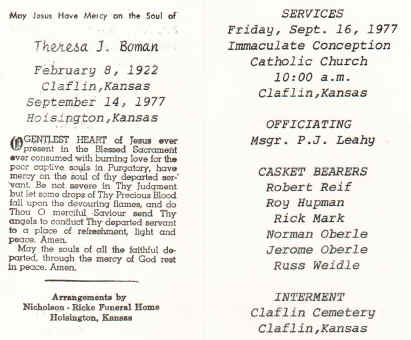 May Jesus Have Mercy on the Soul of
Theresa J. Boman
February 8, 1922
Claflin,Kansas
September 14, 1977
Hoisington,Kansas
O GENTLEST HEART of Jesus ever
present in the Blessed Sacrament
ever consumed with burning love for the
poor captive souls in Purgatory, have
mercy on the soul of thy departed ser-
vant. Be not severe in Thy Judgment
but let some drops of Thy Precious Blood
fall upon the devouring flames, and do
Thou O merciful Saviour send Thy
angels to conduct Thy departed servant
to a place of refreshment, light and
peace. Amen.
May the souls of all the faithful de-
parted, through the mercy of God rest
in peace. Amen.
Arrangements by
Nicholson - Ricke Funeral Home
Hoisington, Kansas
SERVICES
Friday, Sept. 16, 1977
Immaculate Conception
Catholic Church
10:00 a.m.
Claflin,Kansas
OFFICIATING
Msgr. P.J. Leahy
CASKET BEARERS
Robert Reif
Roy Hupman
Rick Mark
Norman Oberle
Jerome Oberle
Russ Weidle
INTERMENT
Claflin Cemetery
Claflin,Kansas